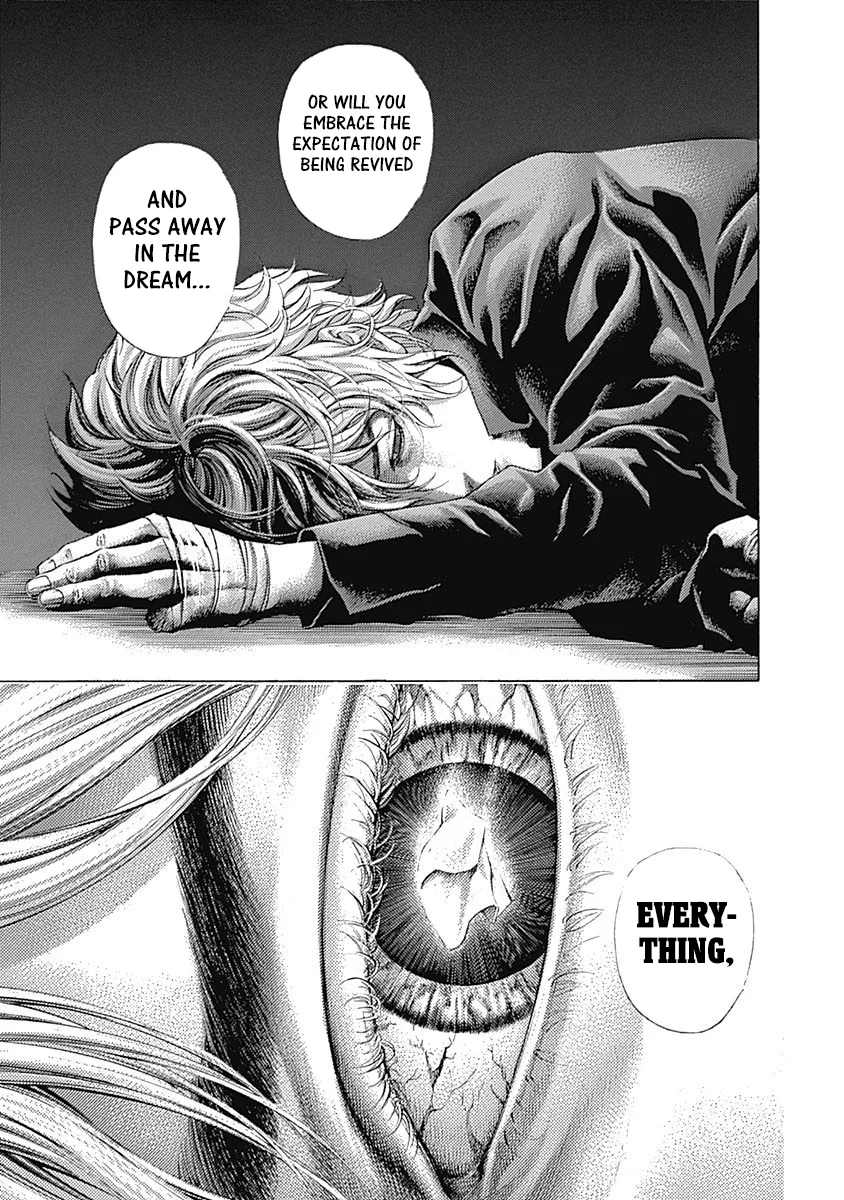 OR WILL YOU
EMBRACE THE
EXPECTATION OF
BEING REVIVED
AND
PASS AWAY
IN THE
DREAM...
EVERY-
THING,